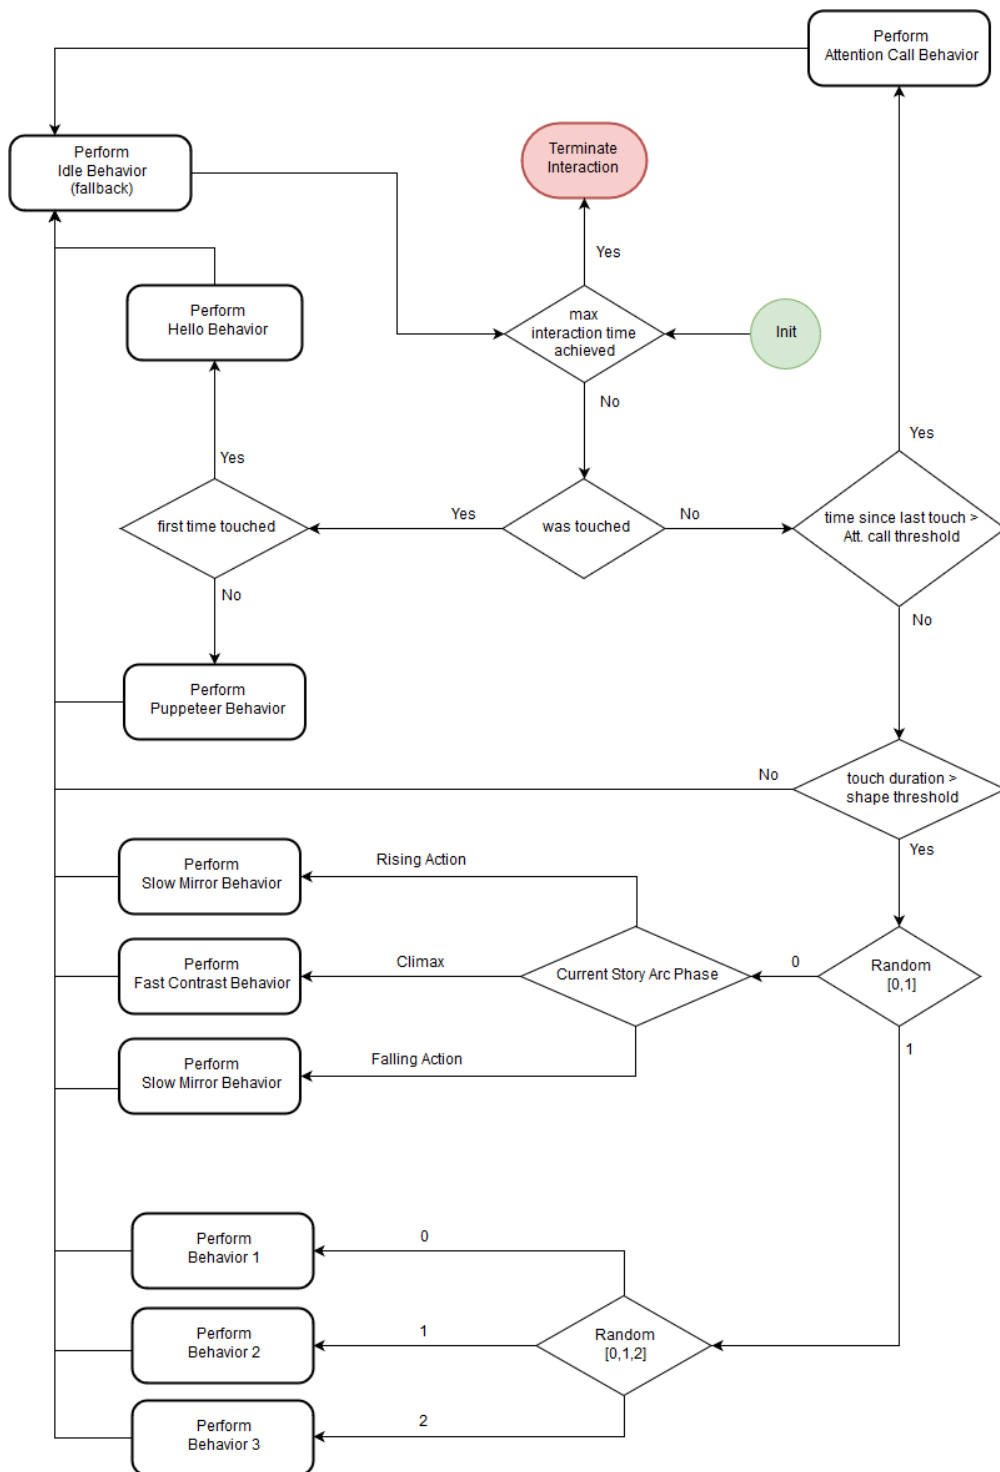 Perform
Attention Call Behavior
Perform
Idle Behavior
(fallback)
Terminate
Interaction
Yes
Perform
Hello Behavior
max
interaction time
achieved
Init
No
Yes
Yes
first time touched
Yes
was touched
No
time since last touch >
Att. call threshold
No
No
Perform
Puppeteer Behavior
No
touch duration >
shape threshold
Yes
Perform
Slow Mirror Behavior
Rising Action
Perform
Fast Contrast Behavior
Climax
Current Story Arc Phase
0
Random
[0,1]
1
Perform
Slow Mirror Behavior
Falling Action
Perform
Behavior 1
0
Perform
Behavior 2
1
Random
[0,1,2]
Perform
Behavior 3
2